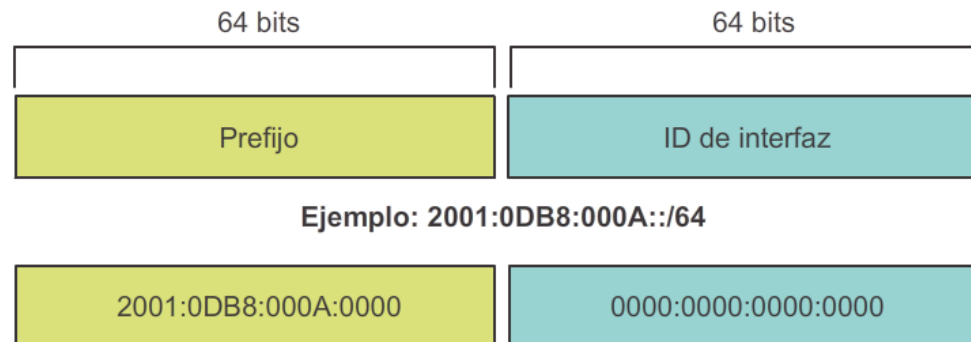 64 bits 64 bits
Prefijo ID de interfaz
Ejemplo: 2001:0DB8:000A::/64
2001:0DB8:000A:0000 0000:0000:0000:0000